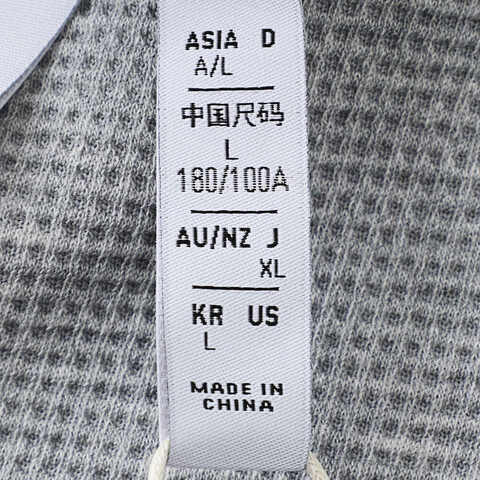 ASIA D
A/L
中国尺码
L
180/100A
AU/NZ J
XL
KR US
L
MADE IN
CHINA